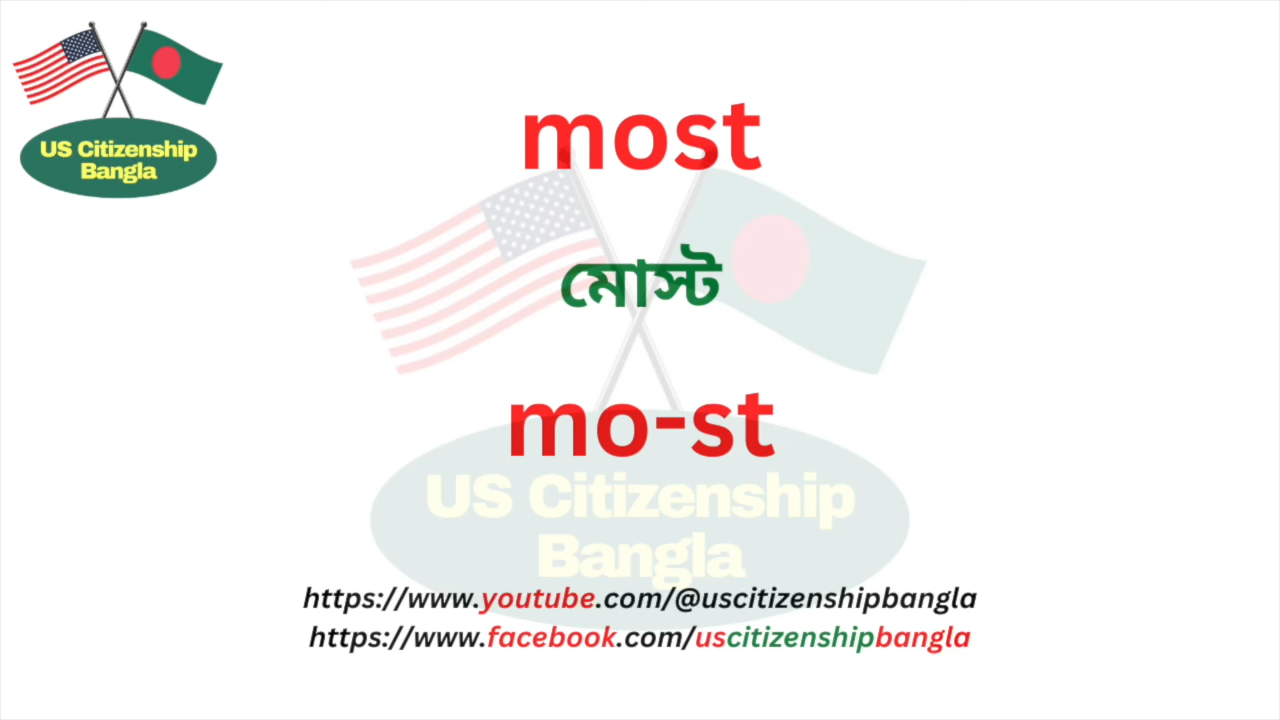 US Citizenship
Bangla
most
মোস্ট
mo-st
US Citizenship
Bangla
https://www.youtube.com/@uscitizenshipbangla
https://www.facebook.com/uscitizenshipbangla